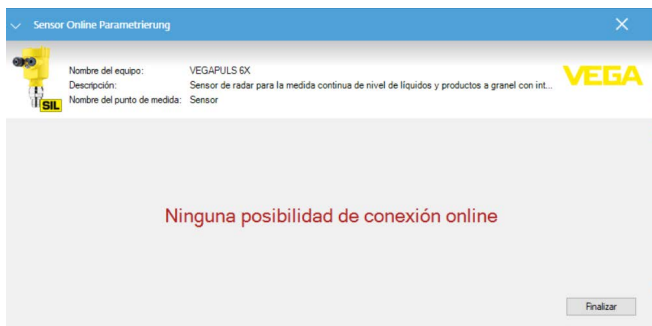 Sensor Online Parametrierung
Nombre del equipo: VEGAPULS 6X
Descripción: Sensor de radar para la medida continua de nivel de líquidos y productos a granel con int...
Nombre del punto de medida: Sensor
SIL
VEGA
Ninguna posibilidad de conexión online
Finalizar